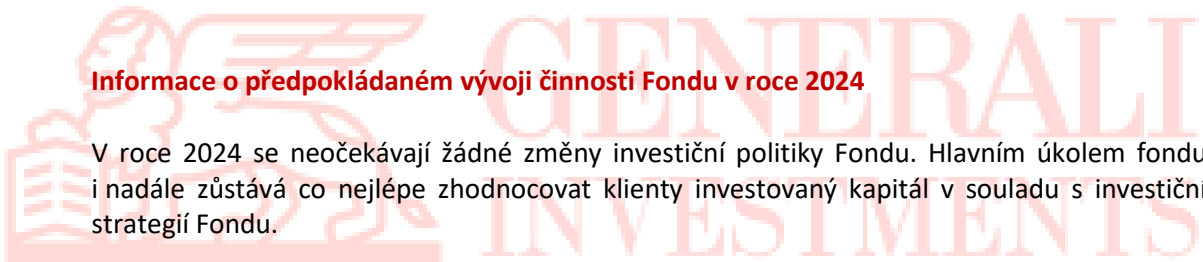 GENERALI
INVESTMENTS
Informace o předpokládaném vývoji činnosti Fondu v roce 2024
V roce 2024 se neočekávají žádné změny investiční politiky Fondu. Hlavním úkolem fondu
i nadále zůstává co nejlépe zhodnocovat klienty investovaný kapitál v souladu s investiční
strategií Fondu.